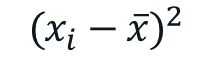 (xᵢ − x̄)²